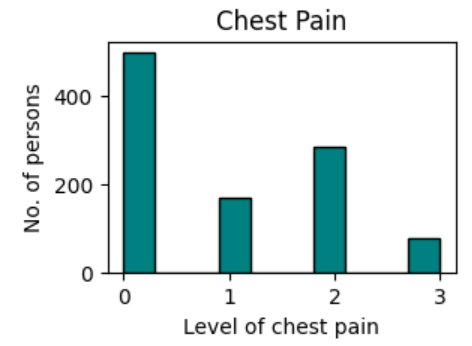 Chest Pain
No. of persons
400
200
0
0 1 2 3
Level of chest pain